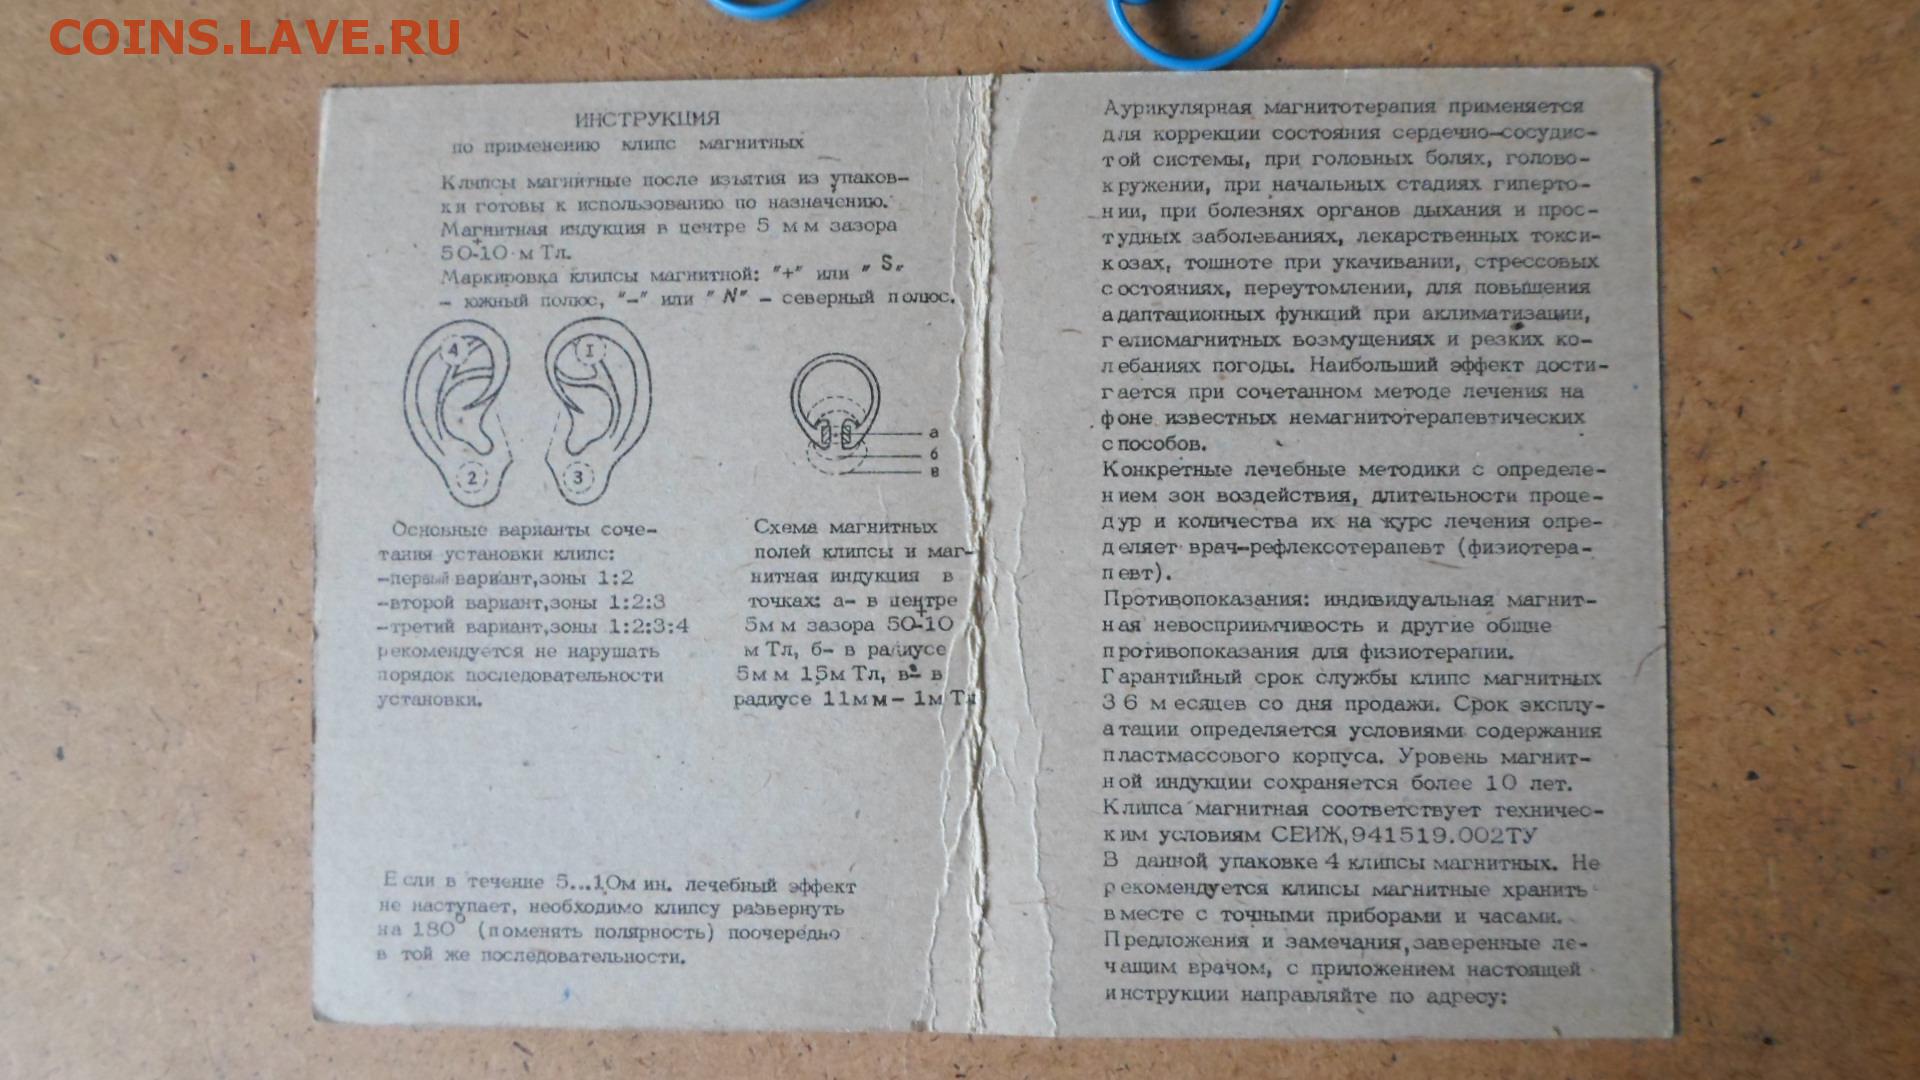 COINS.LAVE.RU
ИНСТРУКЦИЯ
по применению клипс магнитных
Клипсы магнитные после изъятия из упаков-
ки готовы к использованию по назначению.
Магнитная индукция в центре 5 мм зазора
50±10 мТл.
Маркировка клипсы магнитной: "+" или "S"
- южный полюс, "-" или "N" - северный полюс.
4
I
2
3
а
б
в
Основные варианты соче-
тания установки клипс:
-первый вариант,зоны 1:2
-второй вариант,зоны 1:2:3
-третий вариант,зоны 1:2:3:4
рекомендуется не нарушать
порядок последовательности
установки.
Схема магнитных
полей клипсы и маг-
нитная индукция в
точках: а- в центре
5мм зазора 50±10
мТл, б- в радиусе
5мм 15мТл, в- в
радиусе 11мм- 1мТл
Если в течение 5...10мин. лечебный эффект
не наступает, необходимо клипсу развернуть
на 180° (поменять полярность) поочередно
в той же последовательности.
Аурикулярная магнитотерапия применяется
для коррекции состояния сердечно-сосудис-
той системы, при головных болях, голово-
кружении, при начальных стадиях гиперто-
нии, при болезнях органов дыхания и прос-
тудных заболеваниях, лекарственных токси-
козах, тошноте при укачивании, стрессовых
состояниях, переутомлении, для повышения
адаптационных функций при аклиматизации,
гелиомагнитных возмущениях и резких ко-
лебаниях погоды. Наибольший эффект дости-
гается при сочетанном методе лечения на
фоне известных немагнитотерапевтических
способов.
Конкретные лечебные методики с определе-
нием зон воздействия, длительности проце-
дур и количества их на курс лечения опре-
деляет врач-рефлексотерапевт (физиотера-
певт).
Противопоказания: индивидуальная магнит-
ная невосприимчивость и другие общие
противопоказания для физиотерапии.
Гарантийный срок службы клипс магнитных
36 месяцев со дня продажи. Срок эксплу-
атации определяется условиями содержания
пластмассового корпуса. Уровень магнит-
ной индукции сохраняется более 10 лет.
Клипса магнитная соответствует техничес-
ким условиям СЕИЖ,941519.002ТУ
В данной упаковке 4 клипсы магнитных. Не
рекомендуется клипсы магнитные хранить
вместе с точными приборами и часами.
Предложения и замечания,заверенные ле-
чащим врачом, с приложением настоящей
инструкции направляйте по адресу: